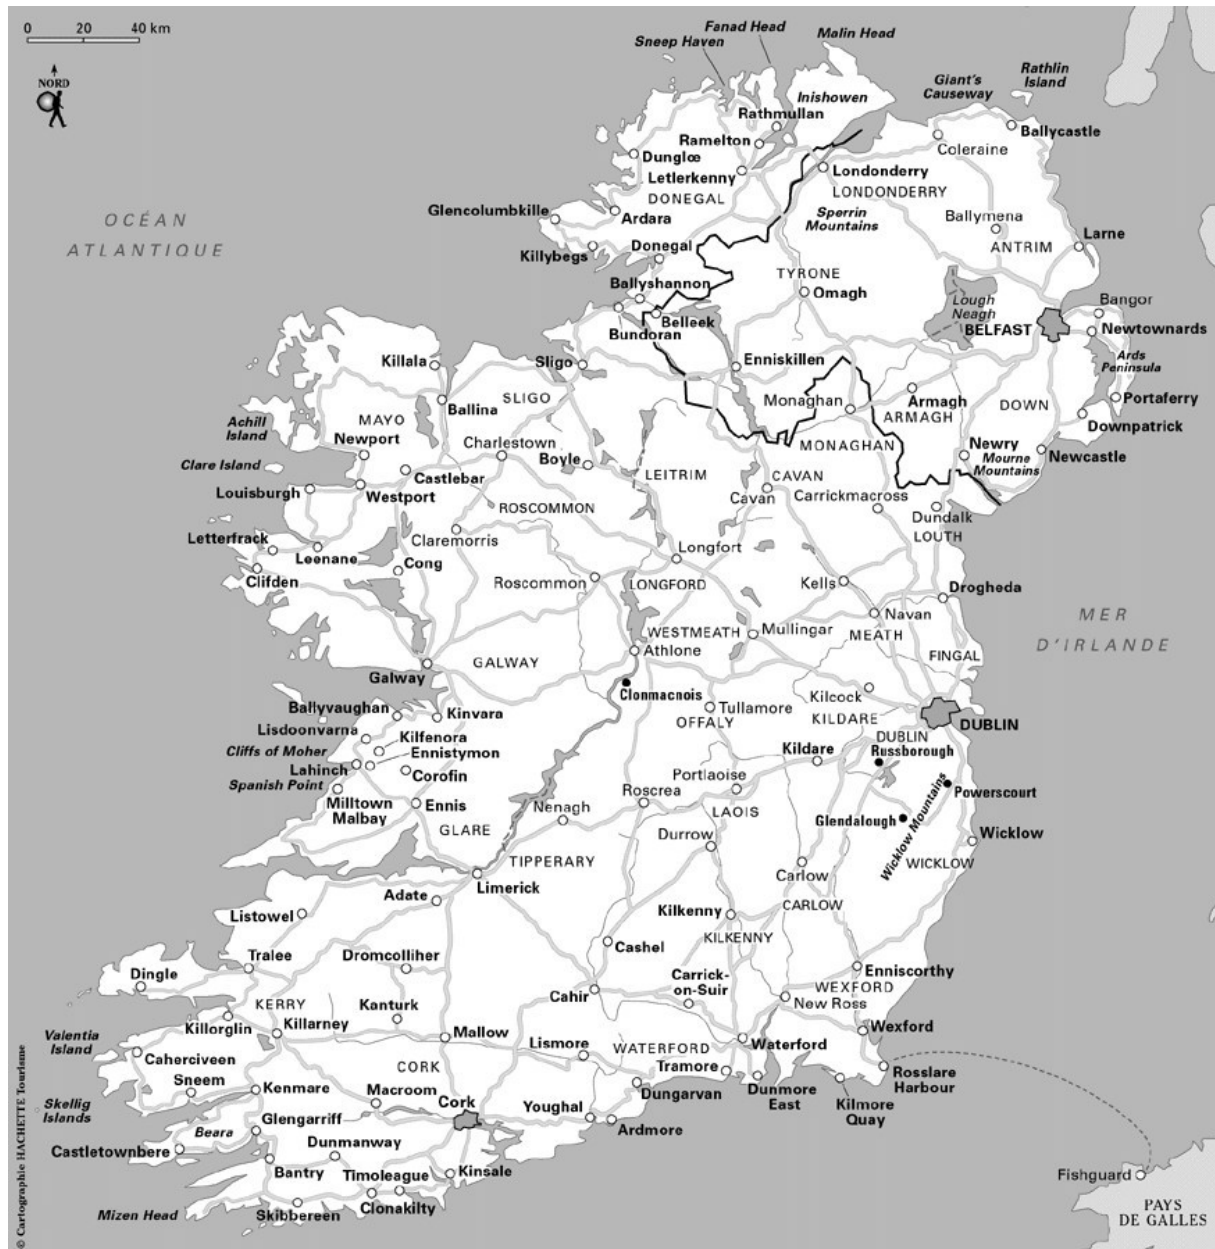 0 20 40 km
NORD
Sneep Haven
Fanad Head
Malin Head
Giant's
Causeway
Rathlin
Island
Inishowen
Rathmullan
Ramelton
Ballycastle
Coleraine
Dunglœ
Letlerkenny
Londonderry
LONDONDERRY
DONEGAL
Glencolumbkille
Ardara
Sperrin
Mountains
Ballymena
ANTRIM
Larne
OCÉAN
ATLANTIQUE
Killybegs
Donegal
TYRONE
Omagh
Ballyshannon
Belleek
Bundoran
Lough
Neagh
BELFAST
Bangor
Newtownards
Ards
Peninsula
Killala
Sligo
Enniskillen
Portaferry
Ballina
SLIGO
Monaghan
Armagh
ARMAGH
DOWN
Downpatrick
Achill
Island
MAYO
Newport
Charlestown
Boyle
MONAGHAN
Newry
Mourne
Mountains
Newcastle
Clare Island
Castlebar
LEITRIM
CAVAN
Cavan
Carrickmacross
Louisburgh
Westport
ROSCOMMON
Dundalk
LOUTH
Letterfrack
Leenane
Claremorris
Cong
Longfort
Clifden
Roscommon
LONGFORD
Kells
Drogheda
Navan
MER
D'IRLANDE
WESTMEATH
Mullingar
MEATH
Athlone
FINGAL
Galway
GALWAY
Clonmacnois
Kilcock
Ballyvaughan
Kinvara
Tullamore
OFFALY
KILDARE
DUBLIN
Lisdoonvarna
Kilfenora
DUBLIN
Cliffs of Moher
Ennistymon
Kildare
Russborough
Lahinch
Corofin
Portlaoise
Spanish Point
Powerscourt
Milltown
Malbay
Ennis
Nenagh
Roscrea
LAOIS
Glendalough
Wicklow Mountains
Wicklow
GLARE
Durrow
TIPPERARY
WICKLOW
Limerick
Carlow
Adate
CARLOW
Listowel
Kilkenny
KILKENNY
Cashel
Tralee
Dromcolliher
Enniscorthy
Dingle
Carrick-
on-Suir
WEXFORD
Cahir
New Ross
KERRY
Kanturk
Killorglin
Killarney
Mallow
Wexford
Valentia
Island
Lismore
WATERFORD
Waterford
Caherciveen
CORK
Tramore
Rosslare
Harbour
Sneem
Kenmare
Macroom
Dungarvan
Dunmore
East
Kilmore
Quay
Skellig
Islands
Cork
Youghal
Ardmore
Glengarriff
Beara
Dunmanway
Castletownbere
Bantry
Timoleague
Kinsale
Fishguard
Mizen Head
Skibbereen
Clonakilty
PAYS
DE GALLES
© Cartographie HACHETTE Tourisme